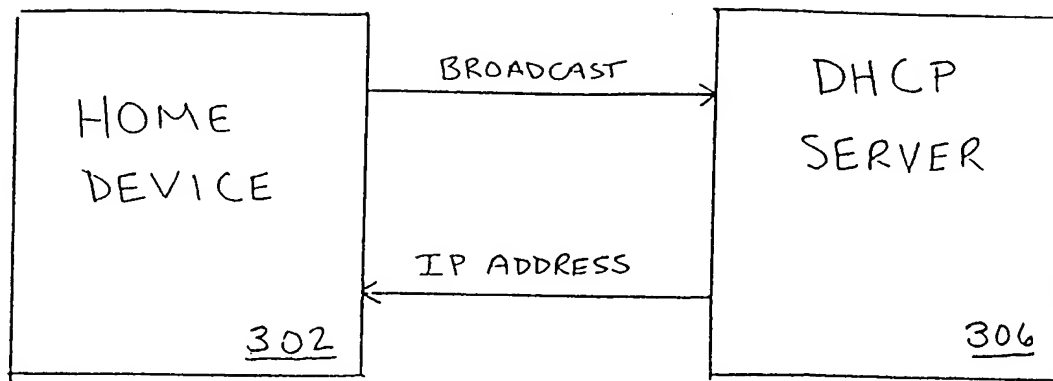 HOME
DEVICE
302
BROADCAST
IP ADDRESS
DHCP
SERVER
306